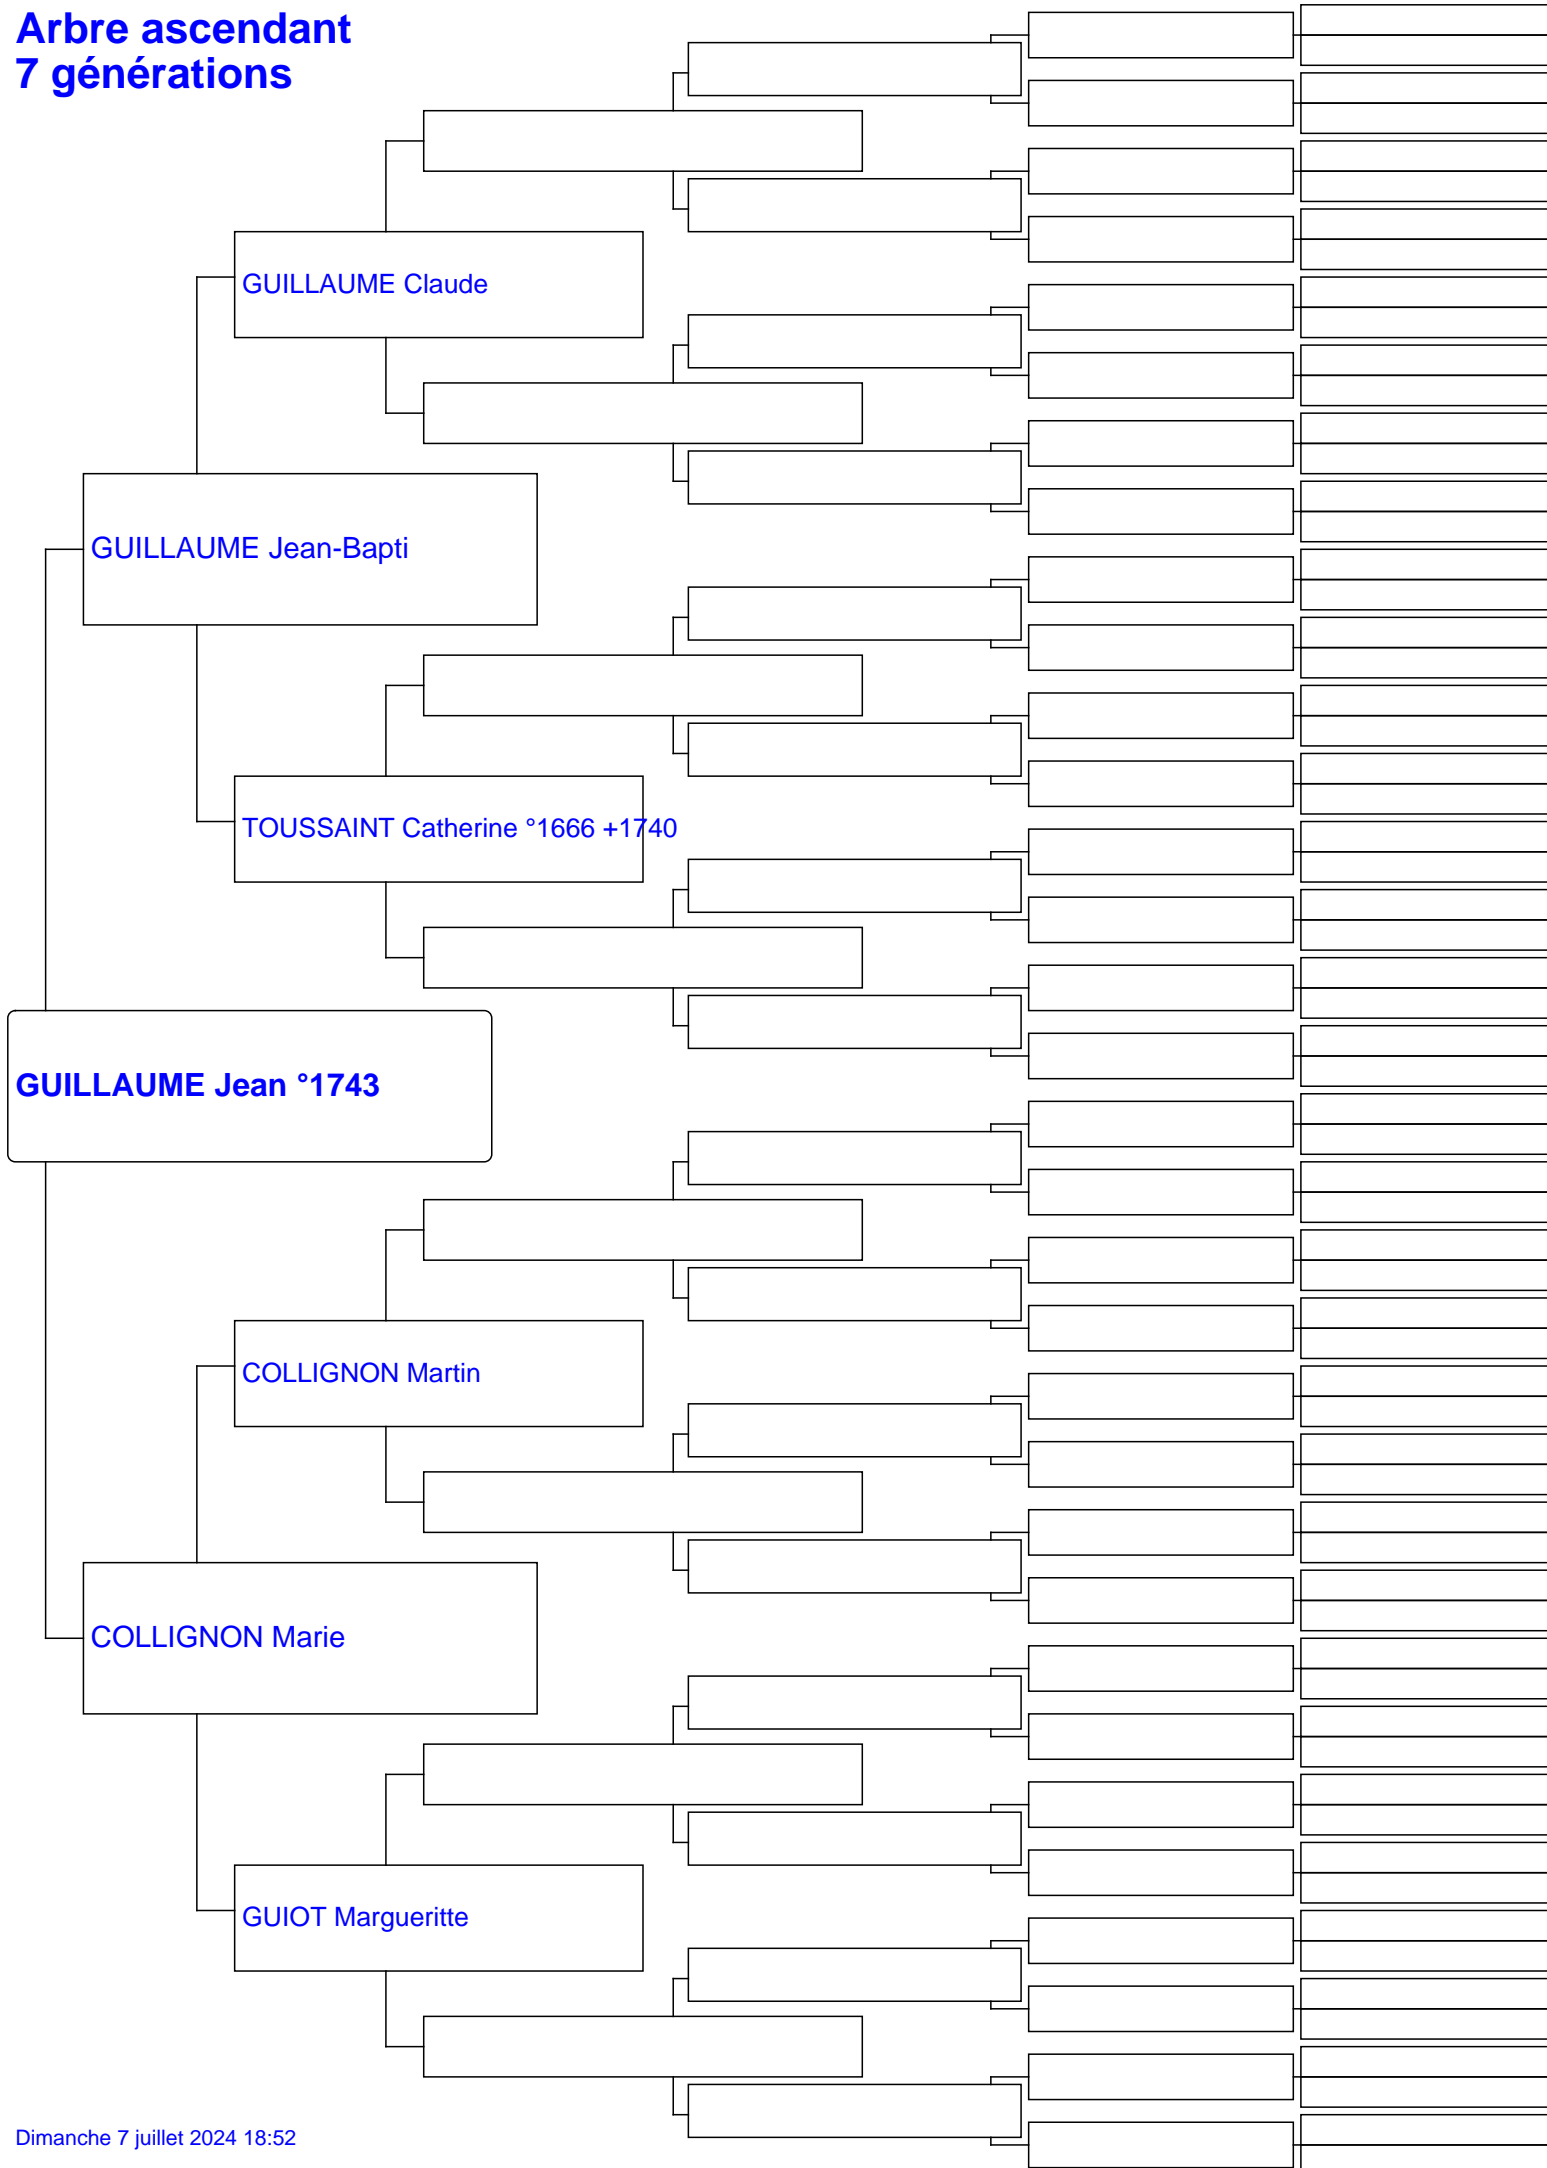 Arbre ascendant
7 générations
GUILLAUME Claude
GUILLAUME Jean-Bapti
TOUSSAINT Catherine °1666 +1740
GUILLAUME Jean °1743
COLLIGNON Martin
COLLIGNON Marie
GUIOT Margueritte
Dimanche 7 juillet 2024 18:52